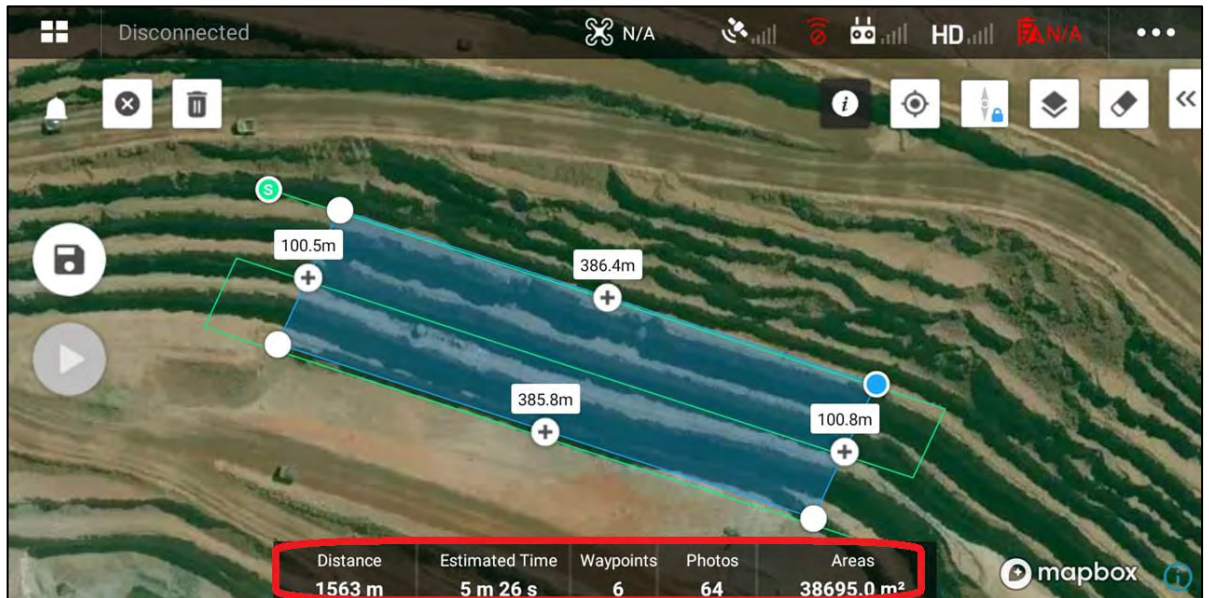 Disconnected N/A HD N/A
100.5m
386.4m
385.8m
100.8m
Distance Estimated Time Waypoints Photos Areas
1563 m 5 m 26 s 6 64 38695.0 m²
mapbox
S
i
i